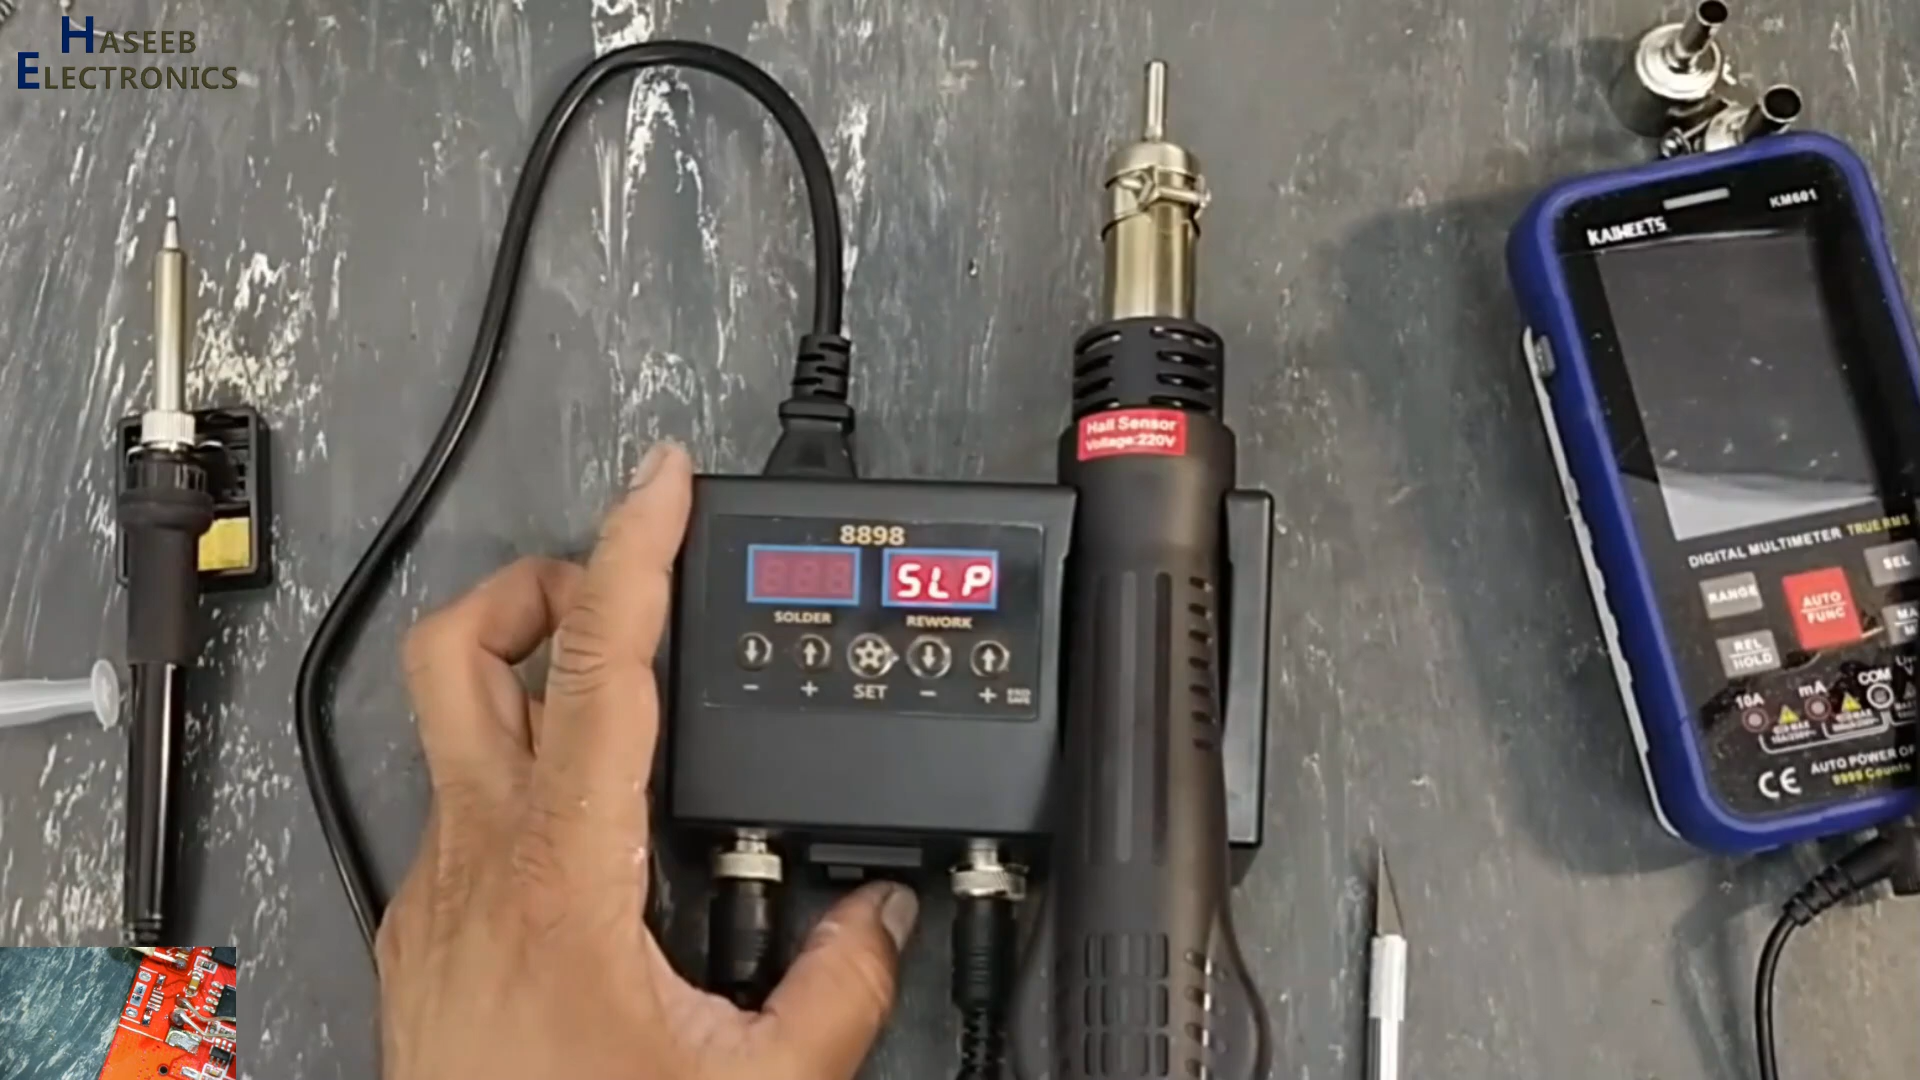 HASEEB
ELECTRONICS
KAIWEETS
KM601
Hall Sensor
Voltage:220V
8898
SLP
SOLDER
REWORK
SET
DIGITAL MULTIMETER TRUE RMS
SEL
RANGE
AUTO
FUNC
REL
HOLD
10A
mA
COM
CE
AUTO POWER OF
9999 Counts